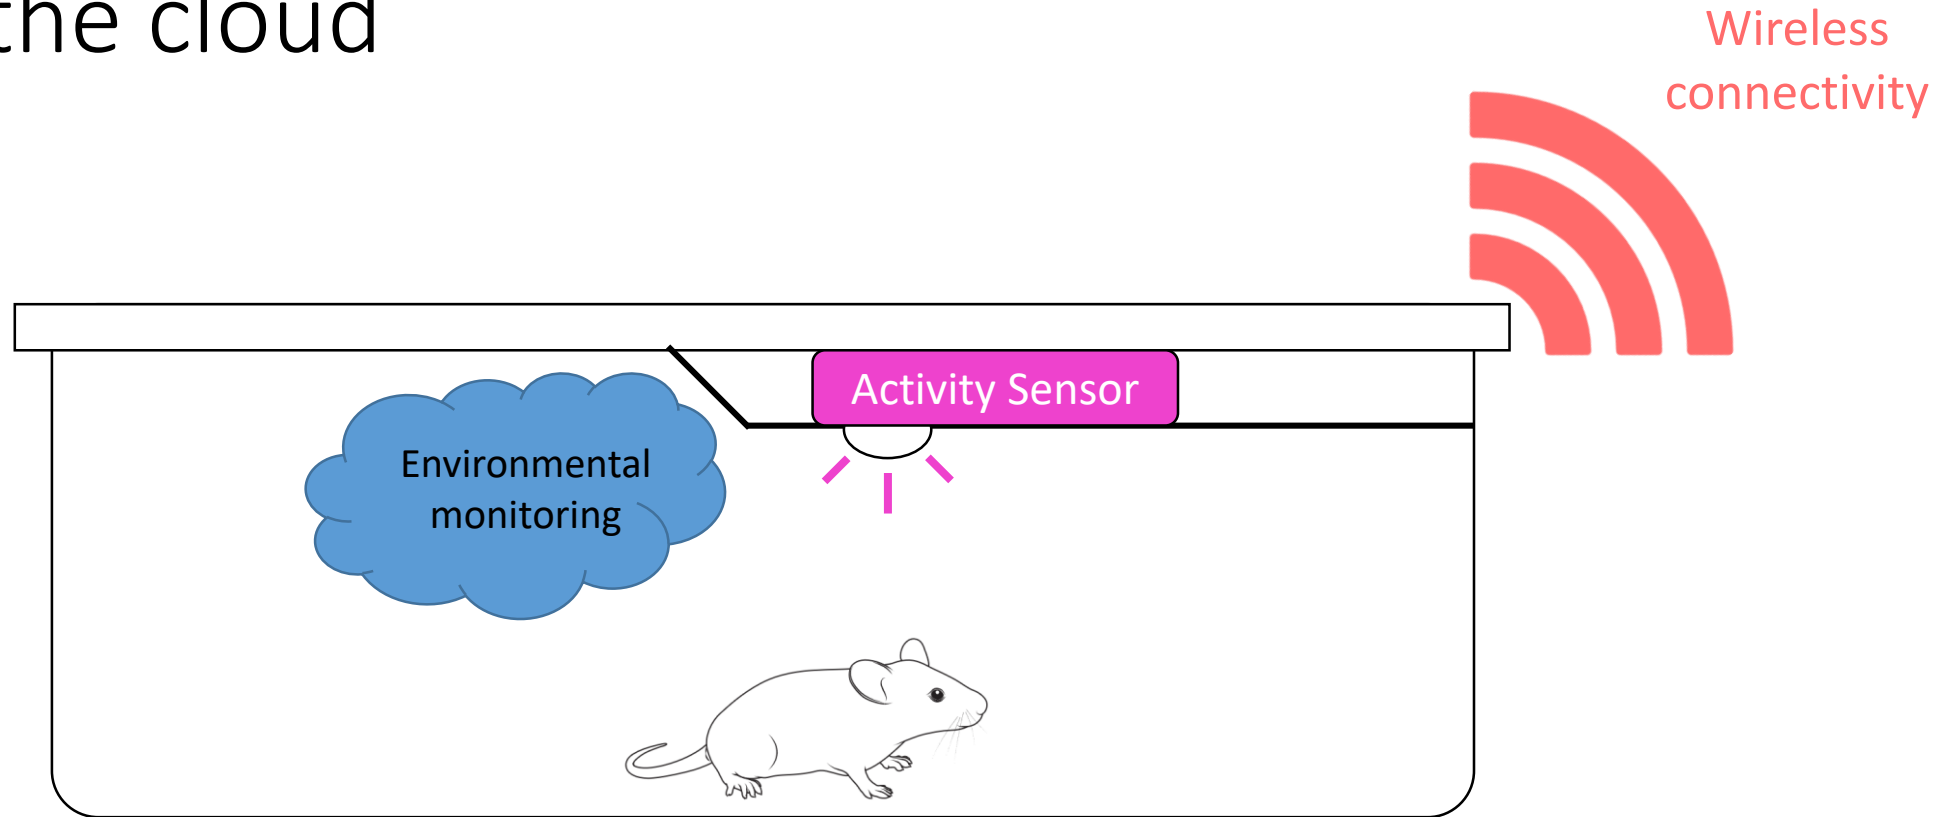 the cloud
Wireless
connectivity
Activity Sensor
Environmental
monitoring